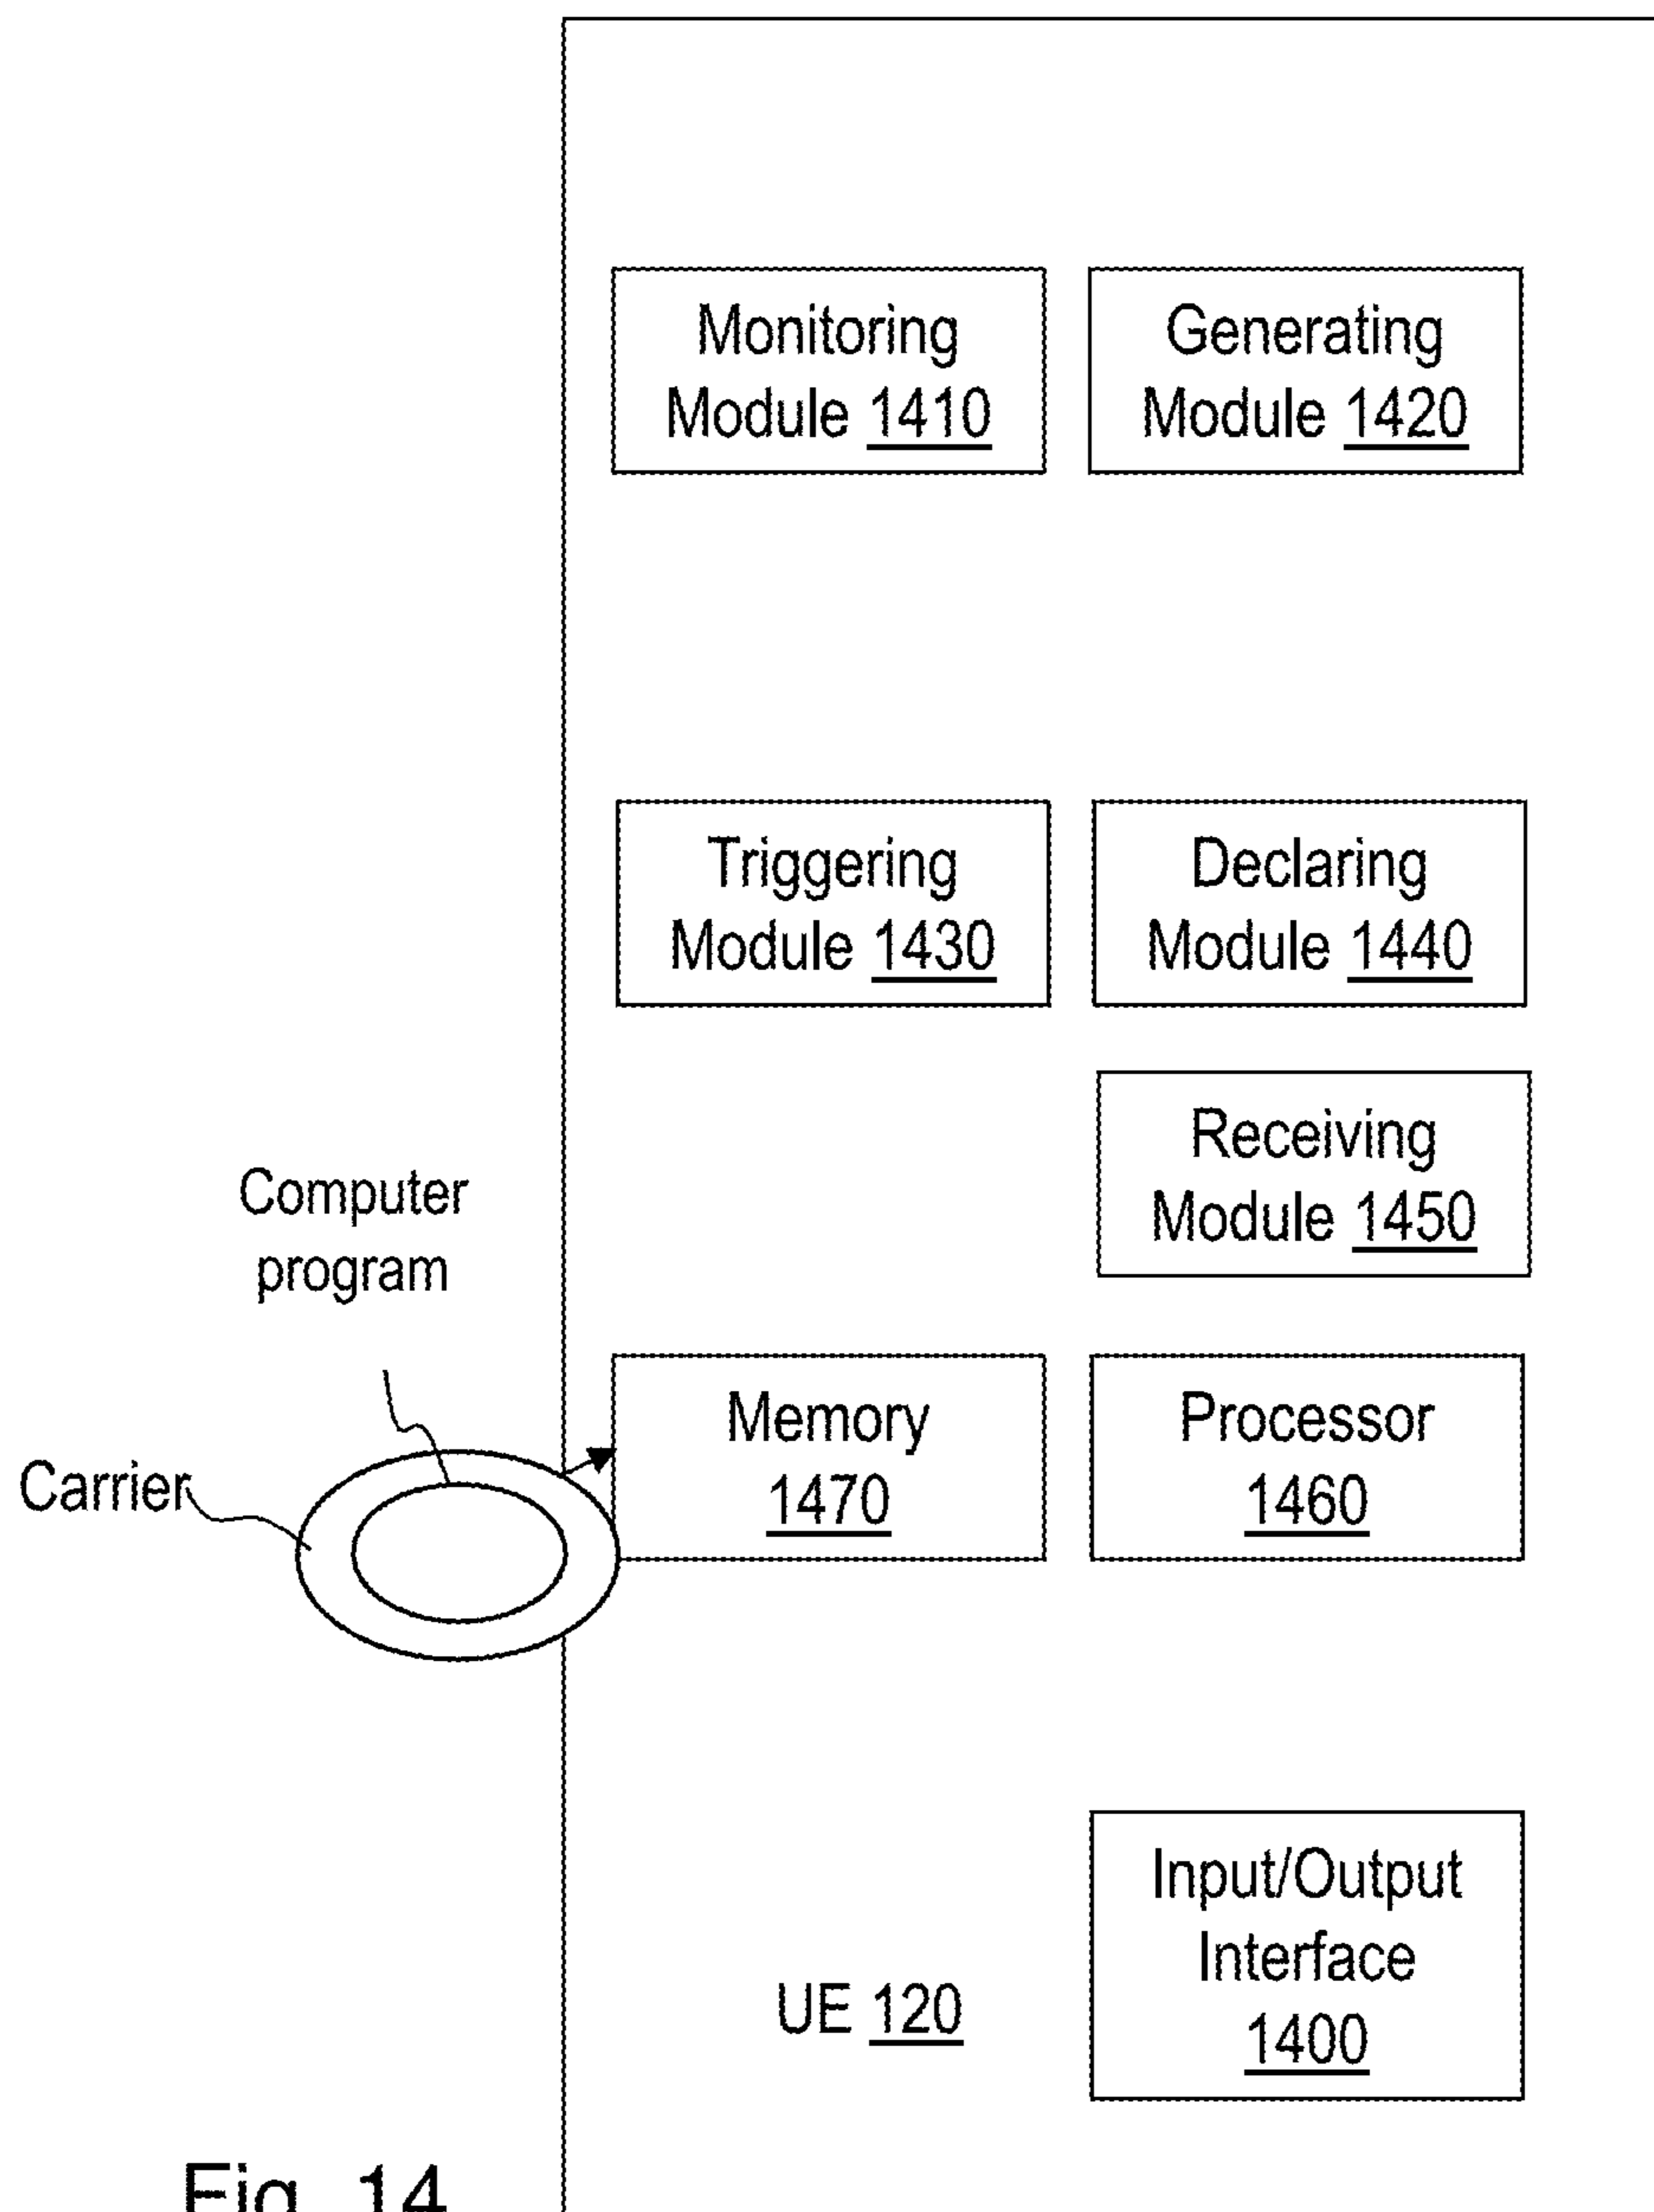 Monitoring
Module 1410
Generating
Module 1420
Triggering
Module 1430
Declaring
Module 1440
Receiving
Module 1450
Computer
program
Carrier
Memory
1470
Processor
1460
Input/Output
Interface
1400
UE 120
Fig. 14